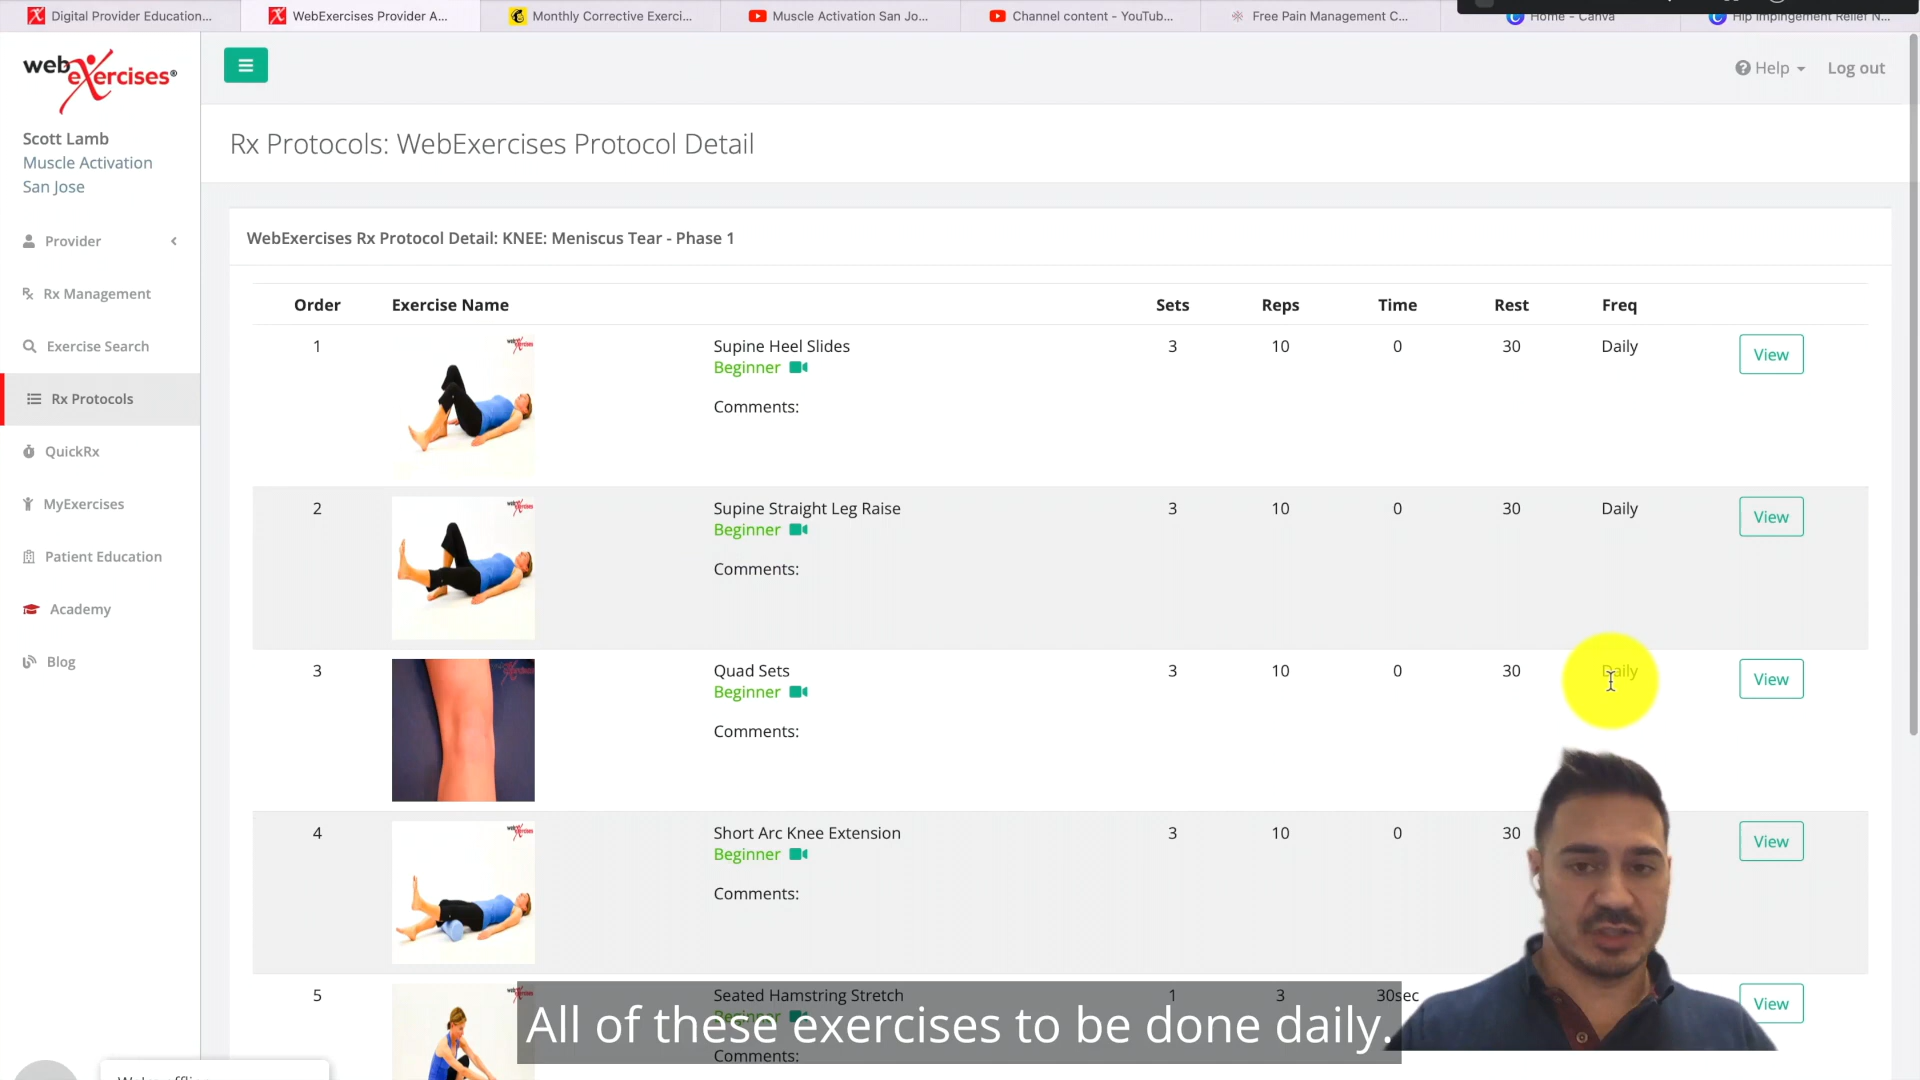 Digital Provider Education...
WebExercises Provider A...
Monthly Corrective Exerci...
Muscle Activation San Jo...
Channel content - YouTub...
Free Pain Management C...
Home - Canva
Hip Impingement Relief N...
webExercises®
Help
Log out
Scott Lamb
Muscle Activation
San Jose
Provider
Rx Management
Exercise Search
Rx Protocols
QuickRx
MyExercises
Patient Education
Academy
Blog
Rx Protocols: WebExercises Protocol Detail
WebExercises Rx Protocol Detail: KNEE: Meniscus Tear - Phase 1
Order Exercise Name Sets Reps Time Rest Freq
1 Supine Heel Slides 3 10 0 30 Daily View
Beginner
Comments:
2 Supine Straight Leg Raise 3 10 0 30 Daily View
Beginner
Comments:
3 Quad Sets 3 10 0 30 Daily View
Beginner
Comments:
4 Short Arc Knee Extension 3 10 0 30 View
Beginner
Comments:
5 Seated Hamstring Stretch 1 3 30sec View
Beginner
All of these exercises to be done daily.
Comments: